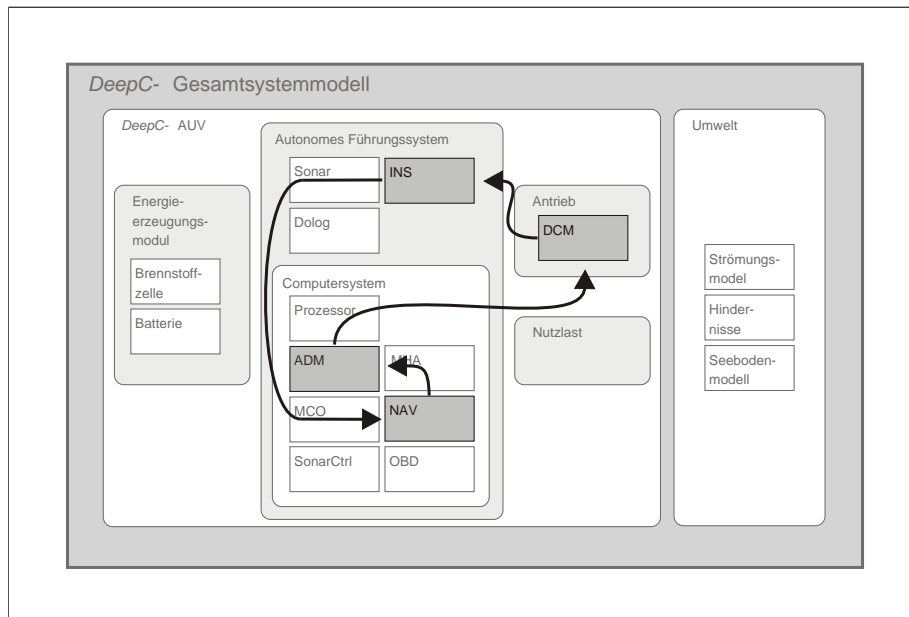 DeepC- Gesamtsystemmodell
DeepC- AUV
Energie-
erzeugungs-
modul
Brennstoff-
zelle
Batterie
Autonomes Führungssystem
Sonar
INS
Dolog
Computersystem
Prozessor
ADM
MHA
MCO
NAV
SonarCtrl
OBD
Antrieb
DCM
Nutzlast
Umwelt
Strömungs-
model
Hinder-
nisse
Seeboden-
modell